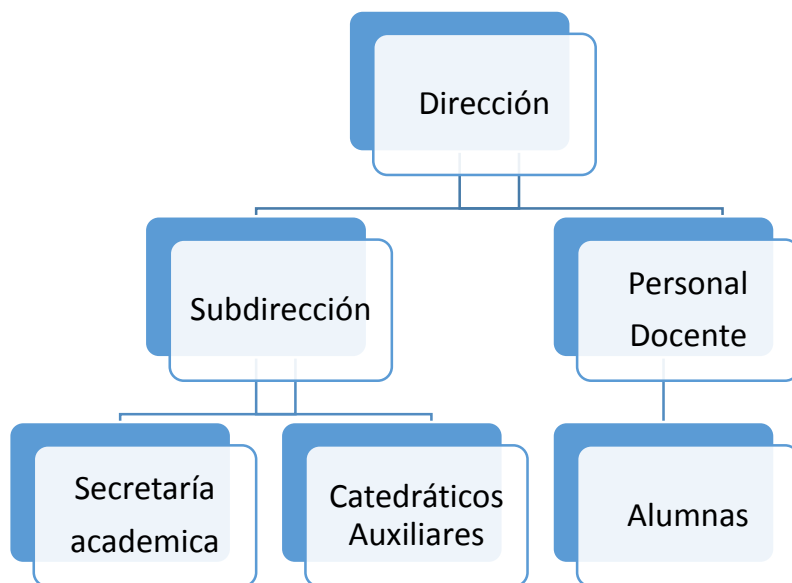 Dirección
Subdirección
Personal
Docente
Secretaría
academica
Catedráticos
Auxiliares
Alumnas